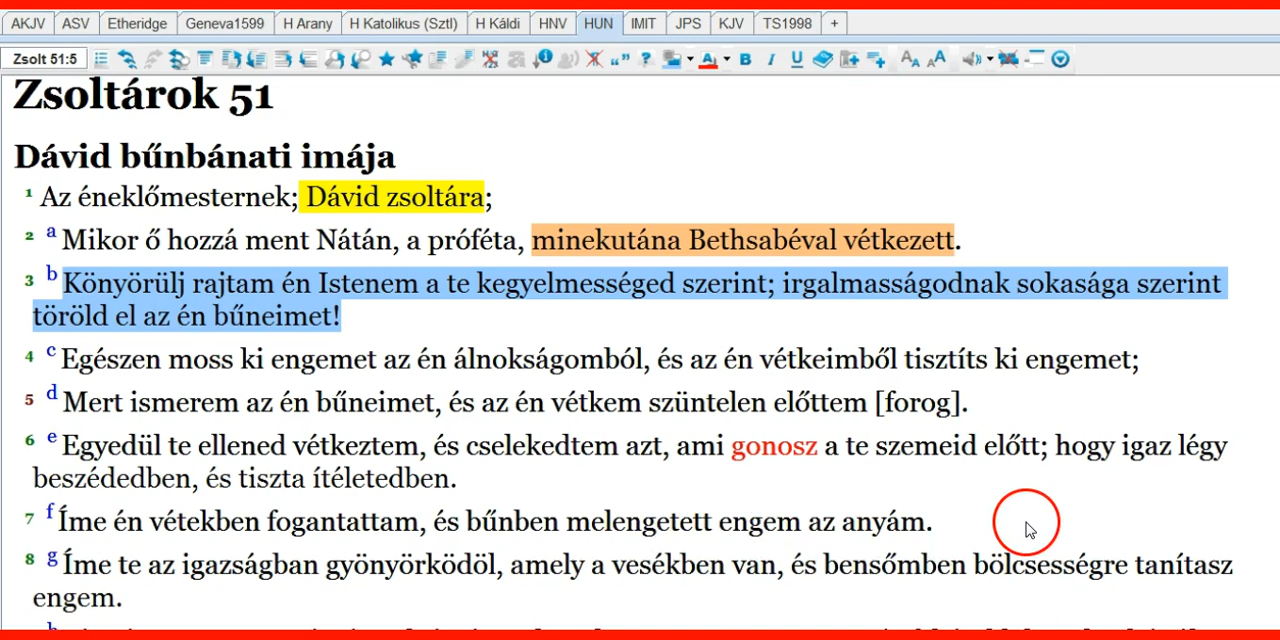 AKJV ASV Etheridge Geneva1599 H Arany H Katolikus (Sztl) H Káldi HNV HUN IMIT JPS KJV TS1998 +
Zsolt 51:5
Zsoltárok 51
Dávid bűnbánati imája
1 Az éneklőmesternek; Dávid zsoltára;
2 a Mikor ő hozzá ment Nátán, a próféta, minekutána Bethsabéval vétkezett.
3 b Könyörülj rajtam én Istenem a te kegyelmességed szerint; irgalmasságodnak sokasága szerint
töröld el az én bűneimet!
4 c Egészen moss ki engemet az én álnokságomból, és az én vétkeimből tisztíts ki engemet;
5 d Mert ismerem az én bűneimet, és az én vétkem szüntelen előttem [forog].
6 e Egyedül te ellened vétkeztem, és cselekedtem azt, ami gonosz a te szemeid előtt; hogy igaz légy
beszédedben, és tiszta ítéletedben.
7 f Íme én vétekben fogantattam, és bűnben melengetett engem az anyám.
8 g Íme te az igazságban gyönyörködöl, amely a vesékben van, és bensőmben bölcsességre tanítasz
engem.